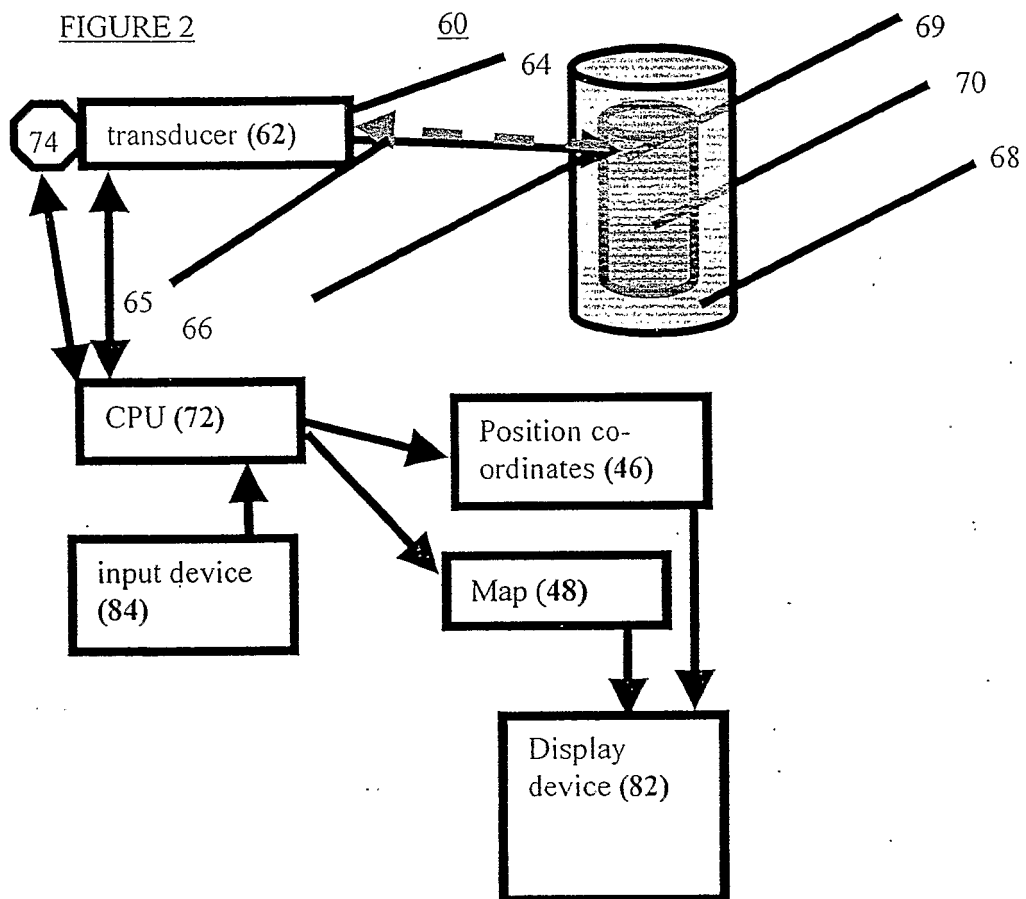 FIGURE 2
60
69
64
70
74
transducer (62)
68
65
66
CPU (72)
Position co-
ordinates (46)
input device
(84)
Map (48)
Display
device (82)